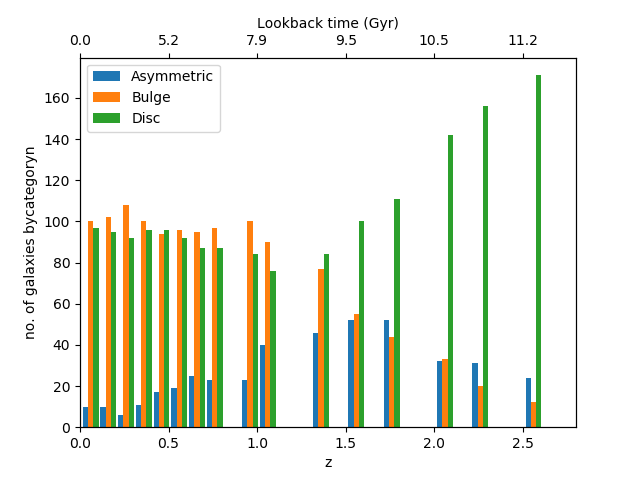 Lookback time (Gyr)
0.0 5.2 7.9 9.5 10.5 11.2
Asymmetric
Bulge
Disc
160
140
120
100
80
60
40
20
0
no. of galaxies bycategoryn
0.0 0.5 1.0 1.5 2.0 2.5
z